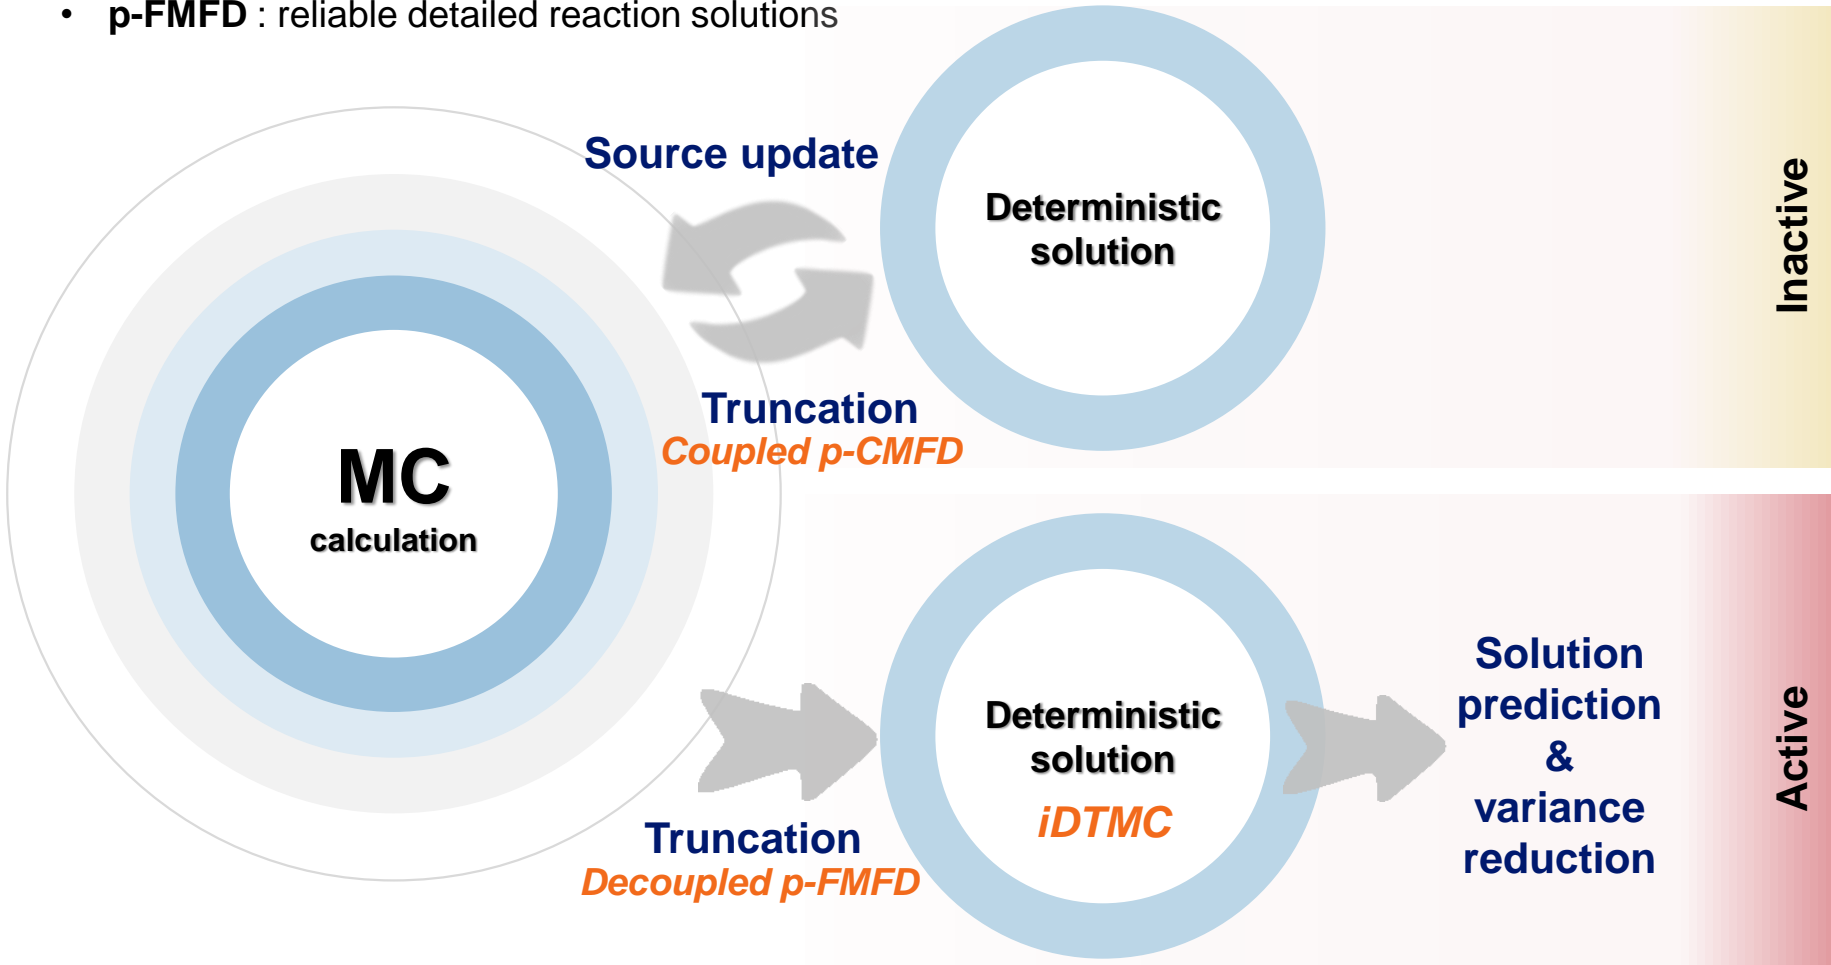 • p-FMFD : reliable detailed reaction solutions
Source update
Deterministic
solution
Inactive
Truncation
Coupled p-CMFD
MC
calculation
Deterministic
solution
iDTMC
Truncation
Decoupled p-FMFD
Solution
prediction
&
variance
reduction
Active